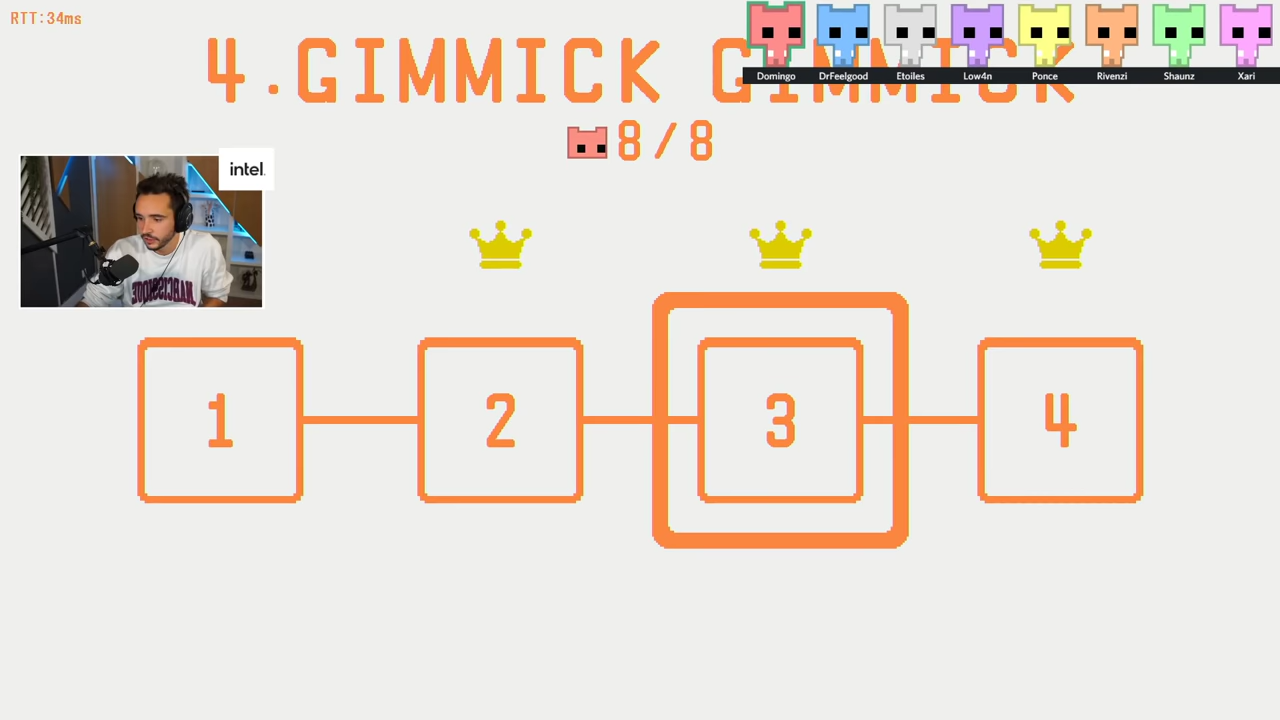 RTT:34ms
4.GIMMICK GIMMICK
Domingo DrFeelgood Etoiles Low4n Ponce Rivenzi Shaunz Xari
8/8
intel.
1 2 3 4